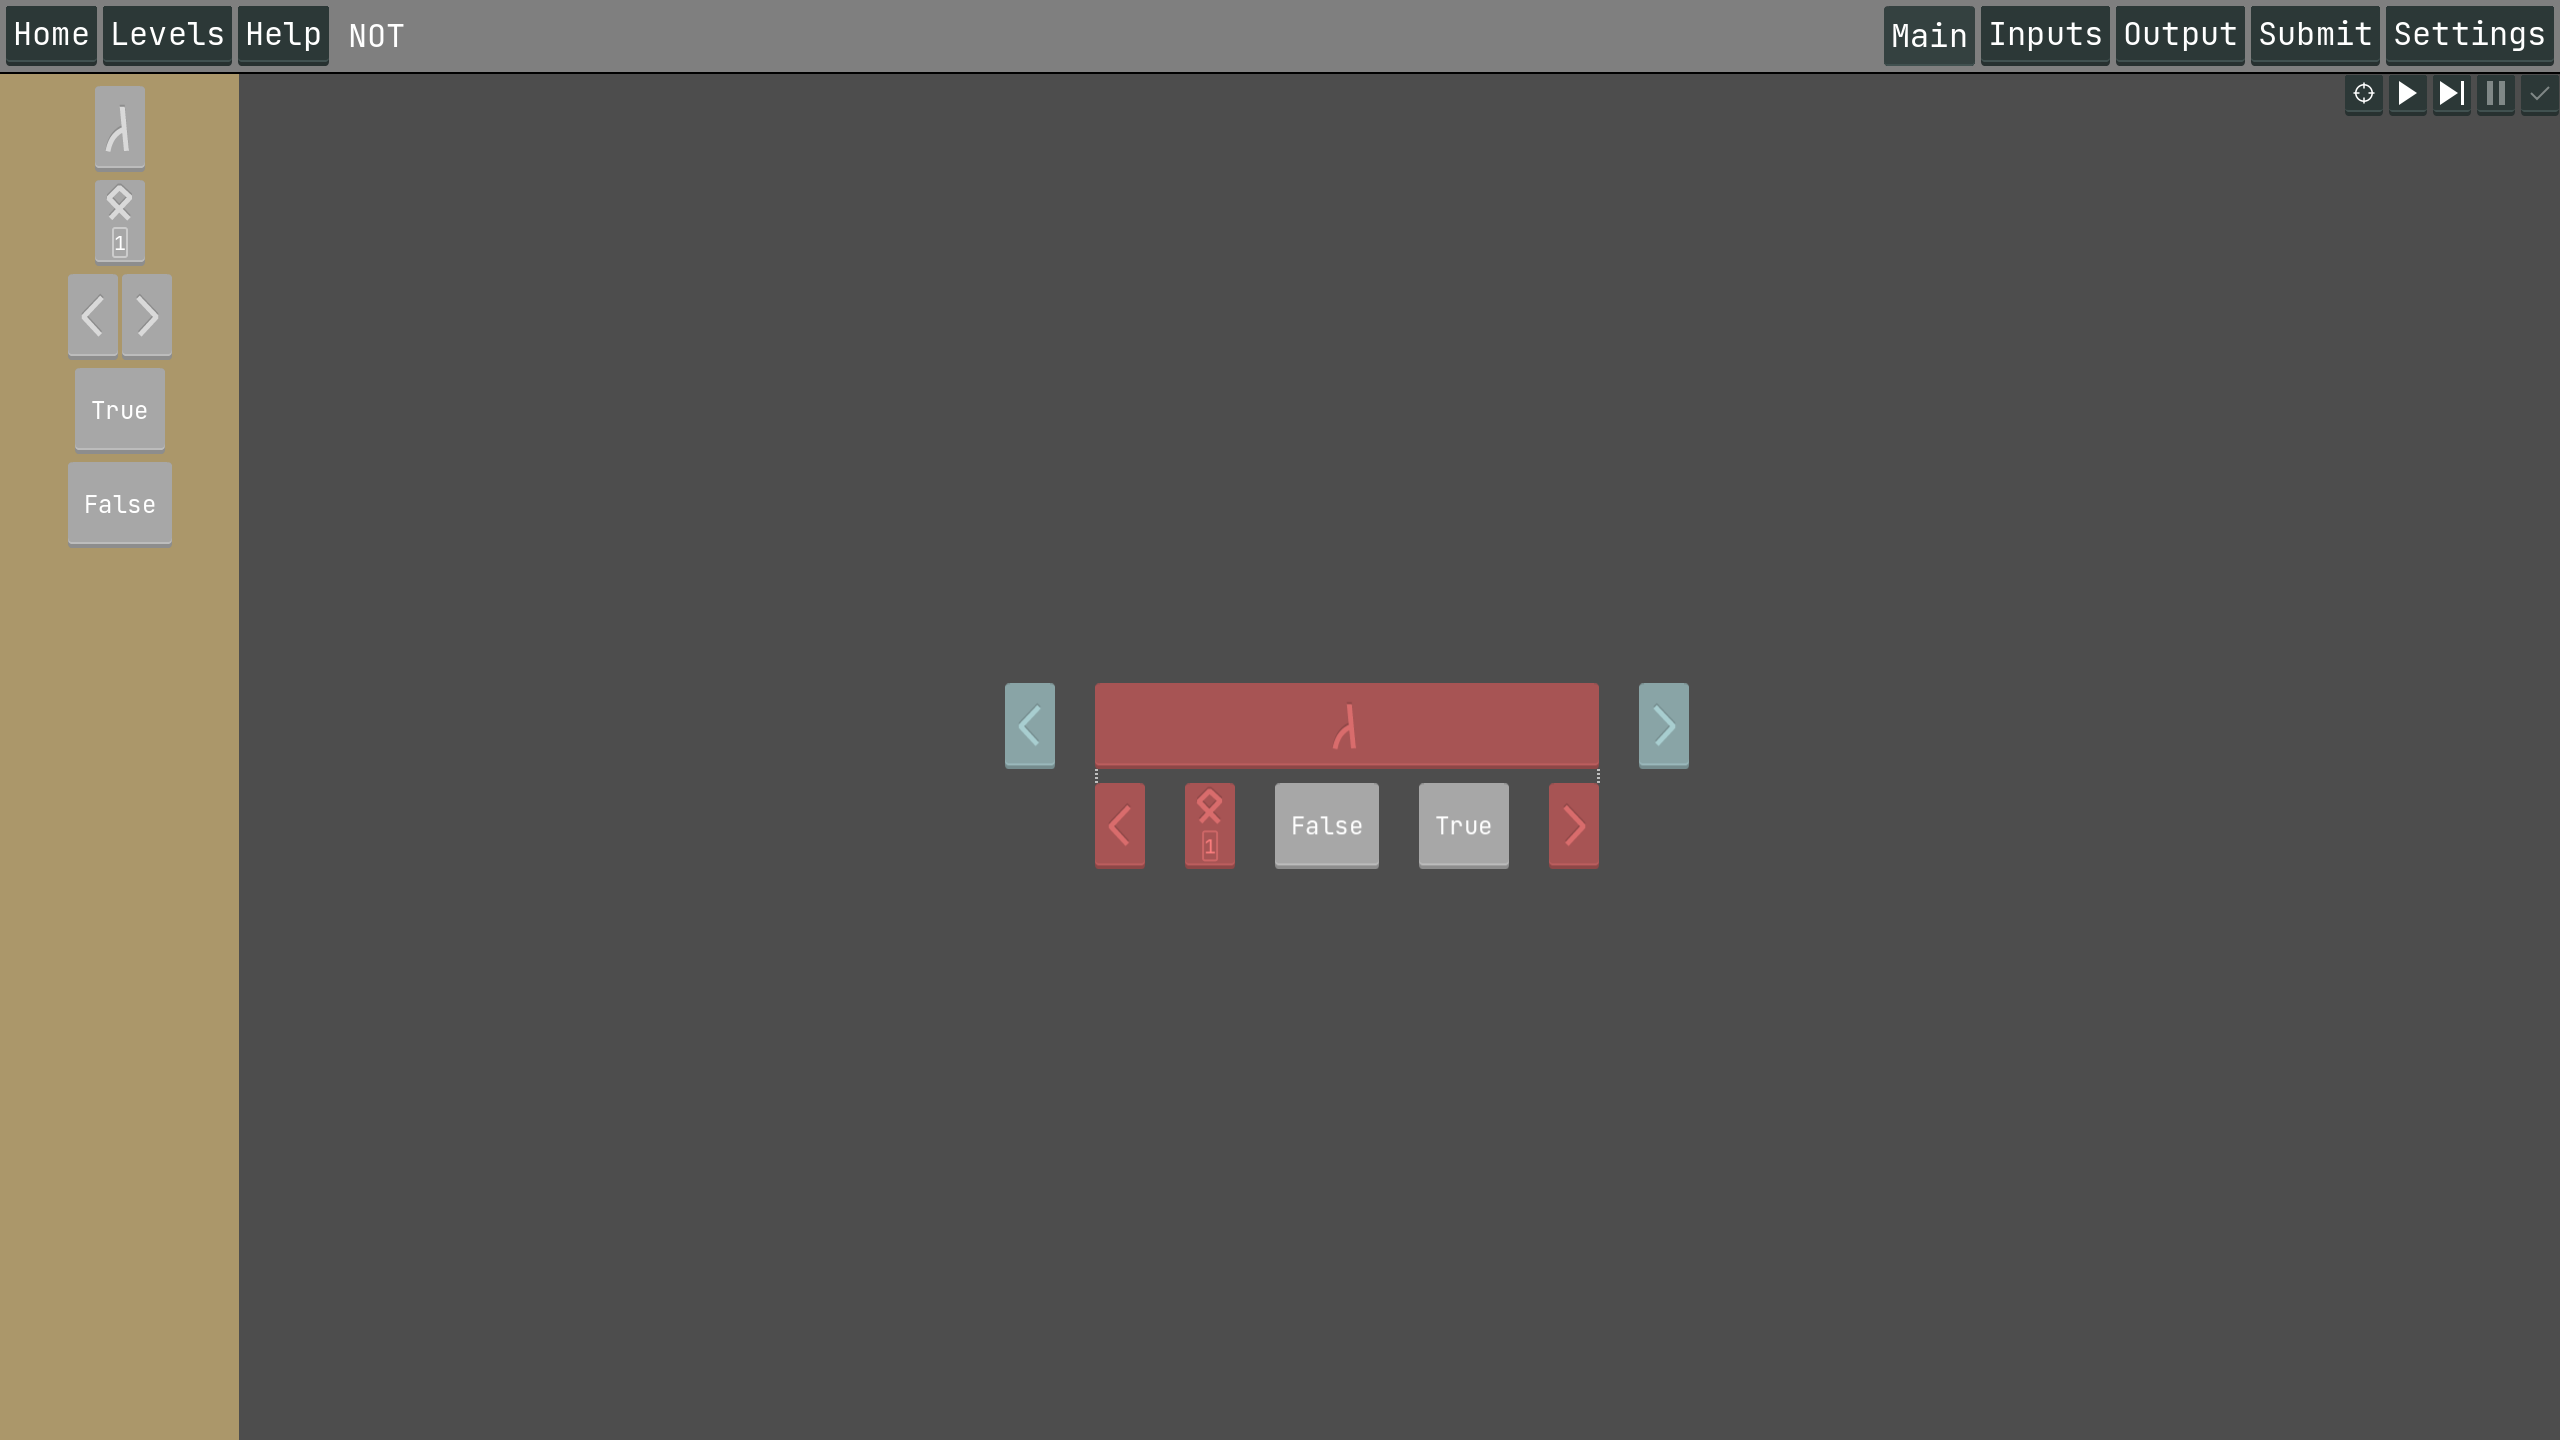 Home Levels Help NOT Main Inputs Output Submit Settings
λ
1
< >
True
False
< λ >
< 1 False True >